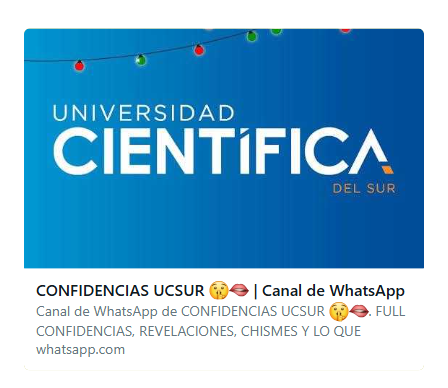 UNIVERSIDAD
CIENTÍFICA
DEL SUR
CONFIDENCIAS UCSUR 🤫🫦 | Canal de WhatsApp
Canal de WhatsApp de CONFIDENCIAS UCSUR 🤫🫦. FULL
CONFIDENCIAS, REVELACIONES, CHISMES Y LO QUE
whatsapp.com